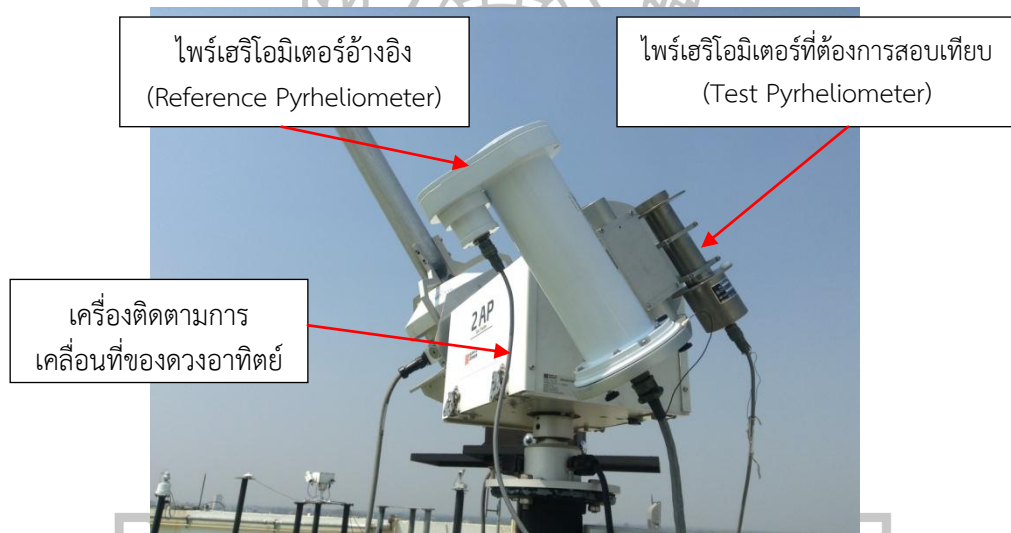 ไพร์เฮริโอมิเตอร์อ้างอิง
(Reference Pyrheliometer)
ไพร์เฮริโอมิเตอร์ที่ต้องการสอบเทียบ
(Test Pyrheliometer)
เครื่องติดตามการ
เคลื่อนที่ของดวงอาทิตย์
2AP